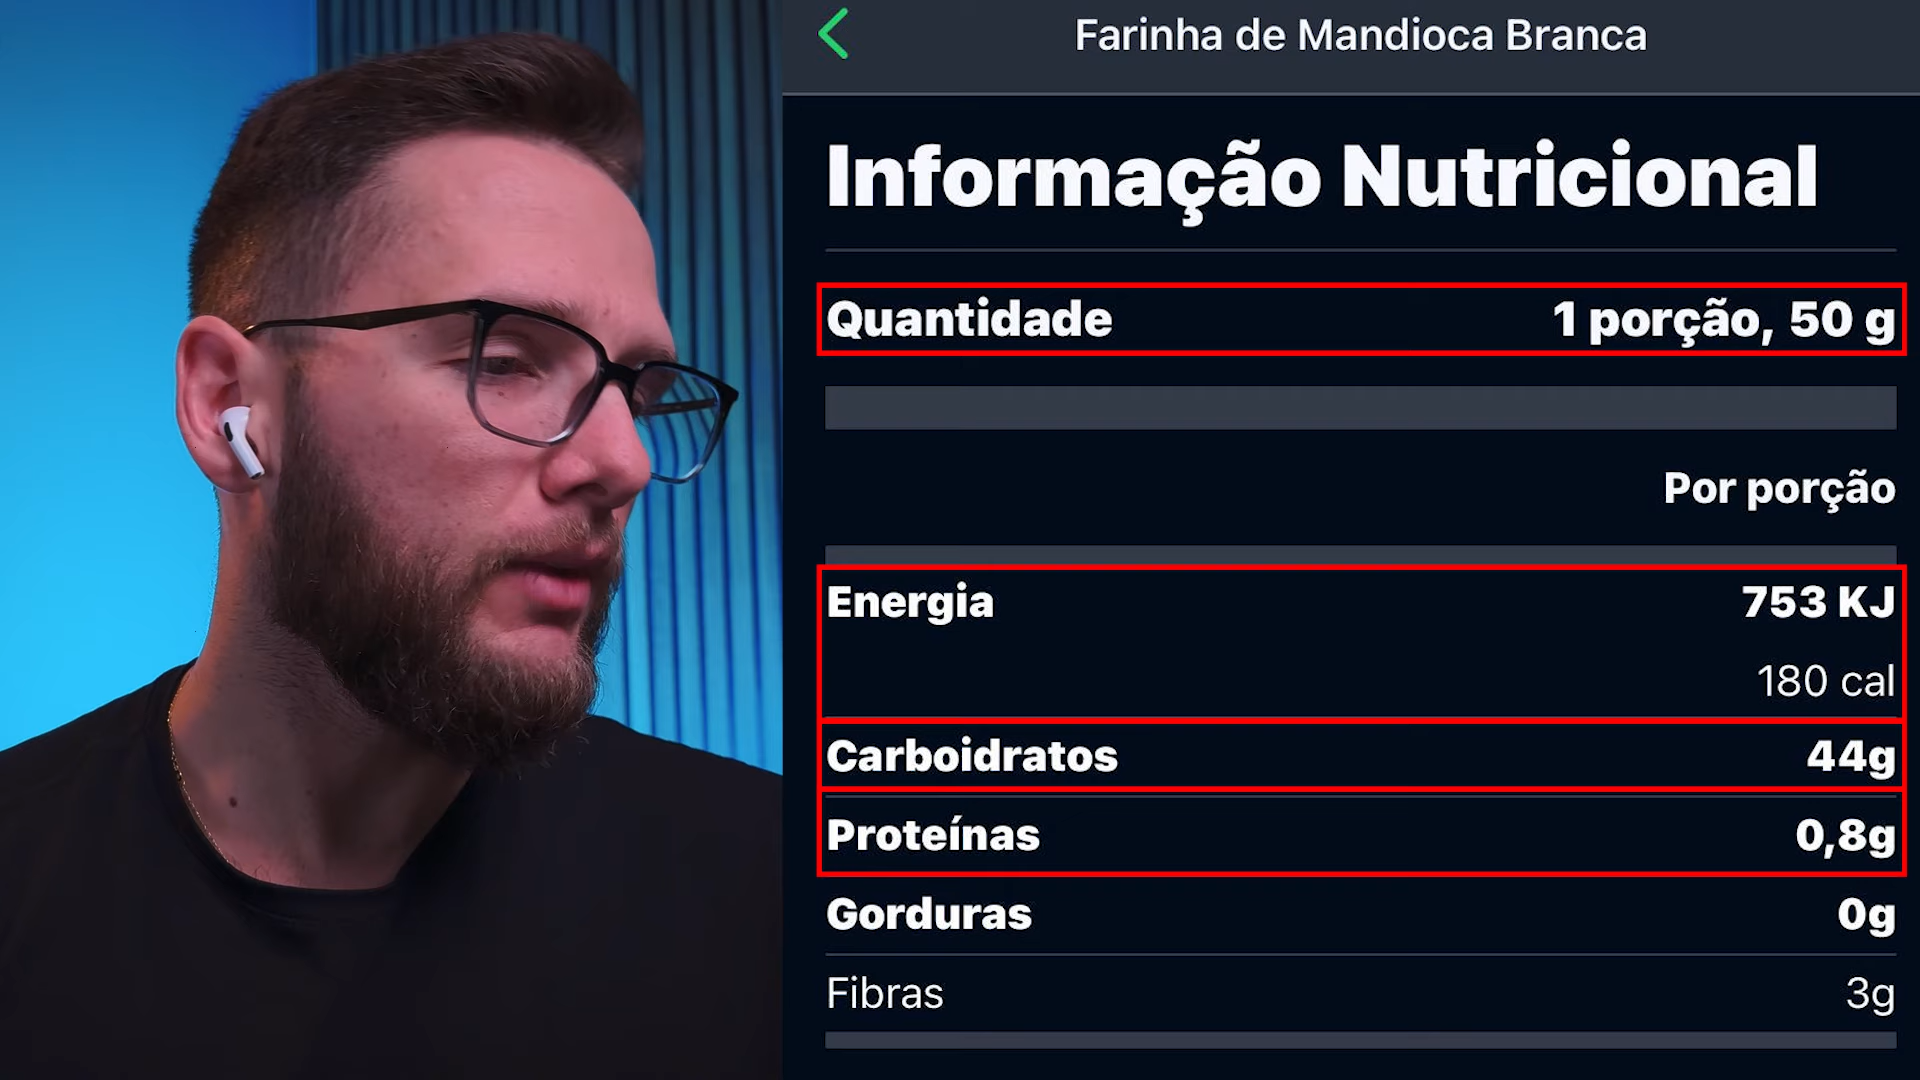 Farinha de Mandioca Branca
Informação Nutricional
Quantidade 1 porção, 50 g
Por porção
Energia 753 KJ
180 cal
Carboidratos 44g
Proteínas 0,8g
Gorduras 0g
Fibras 3g